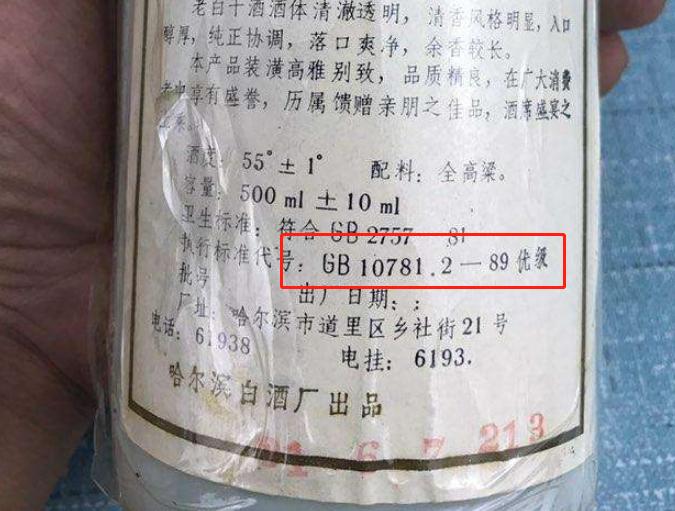 老白干酒酒体清澈透明，清香风格明显，入口
醇厚，纯正协调，落口爽净，余香较长。
本产品装潢高雅别致，品质精良，在广大消费
者中享有盛誉，历属馈赠亲朋之佳品，酒席盛宴之
酒度：55°±1° 配料：全高粱。
容量：500 ml ±10 ml
卫生标准：符合 GB 2757 81
执行标准代号：GB 10781.2—89 优级
批号 出厂日期：：
厂址：哈尔滨市道里区乡社街21号
电话：61938 电挂：6193.
哈尔滨白酒厂出品
91 6.7 213